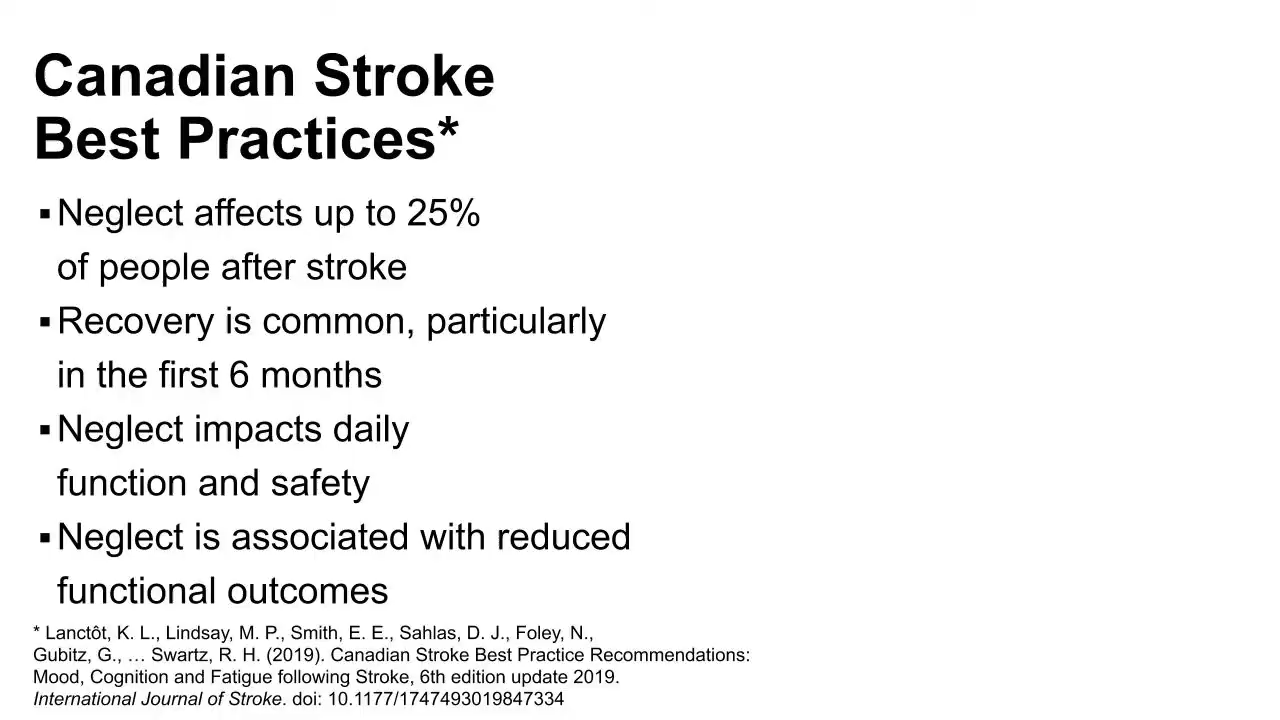 Canadian Stroke
Best Practices*
▪Neglect affects up to 25%
of people after stroke
▪Recovery is common, particularly
in the first 6 months
▪Neglect impacts daily
function and safety
▪Neglect is associated with reduced
functional outcomes
* Lanctôt, K. L., Lindsay, M. P., Smith, E. E., Sahlas, D. J., Foley, N.,
Gubitz, G., … Swartz, R. H. (2019). Canadian Stroke Best Practice Recommendations:
Mood, Cognition and Fatigue following Stroke, 6th edition update 2019.
International Journal of Stroke. doi: 10.1177/1747493019847334